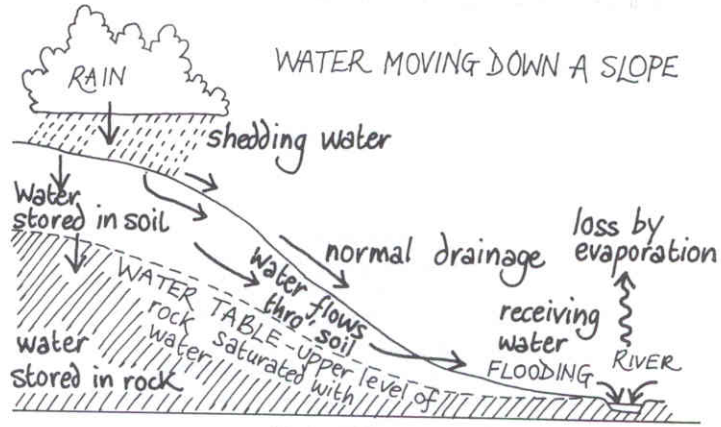 WATER MOVING DOWN A SLOPE
RAIN
shedding water
Water
stored in soil
normal drainage
loss by
evaporation
Water flows
thro' soil
WATER TABLE-upper level of
rock saturated with
water
receiving
water
FLOODING
RIVER
water
stored in rock